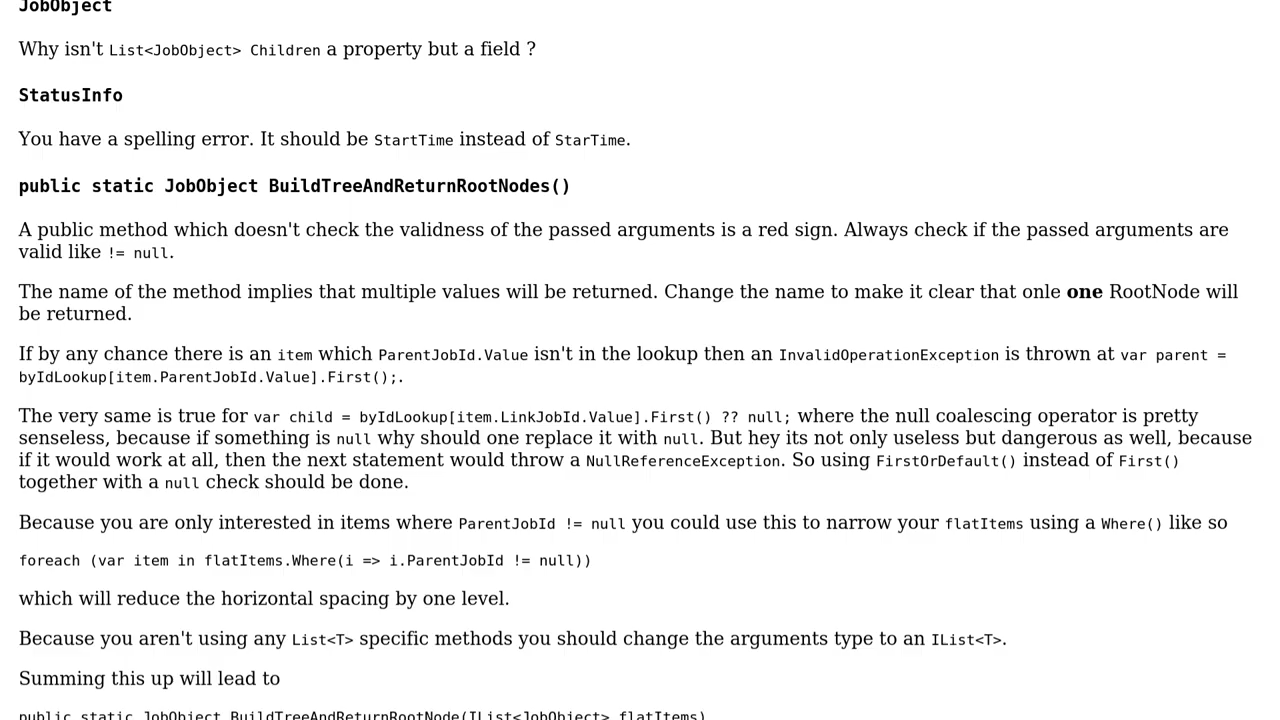 JobObject
Why isn't List<JobObject> Children a property but a field ?
StatusInfo
You have a spelling error. It should be StartTime instead of StarTime.
public static JobObject BuildTreeAndReturnRootNodes()
A public method which doesn't check the validness of the passed arguments is a red sign. Always check if the passed arguments are
valid like != null.
The name of the method implies that multiple values will be returned. Change the name to make it clear that onle one RootNode will
be returned.
If by any chance there is an item which ParentJobId.Value isn't in the lookup then an InvalidOperationException is thrown at var parent =
byIdLookup[item.ParentJobId.Value].First();.
The very same is true for var child = byIdLookup[item.LinkJobId.Value].First() ?? null; where the null coalescing operator is pretty
senseless, because if something is null why should one replace it with null. But hey its not only useless but dangerous as well, because
if it would work at all, then the next statement would throw a NullReferenceException. So using FirstOrDefault() instead of First()
together with a null check should be done.
Because you are only interested in items where ParentJobId != null you could use this to narrow your flatItems using a Where() like so
foreach (var item in flatItems.Where(i => i.ParentJobId != null))
which will reduce the horizontal spacing by one level.
Because you aren't using any List<T> specific methods you should change the arguments type to an IList<T>.
Summing this up will lead to
public static JobObject BuildTreeAndReturnRootNode(IList<JobObject> flatItems)